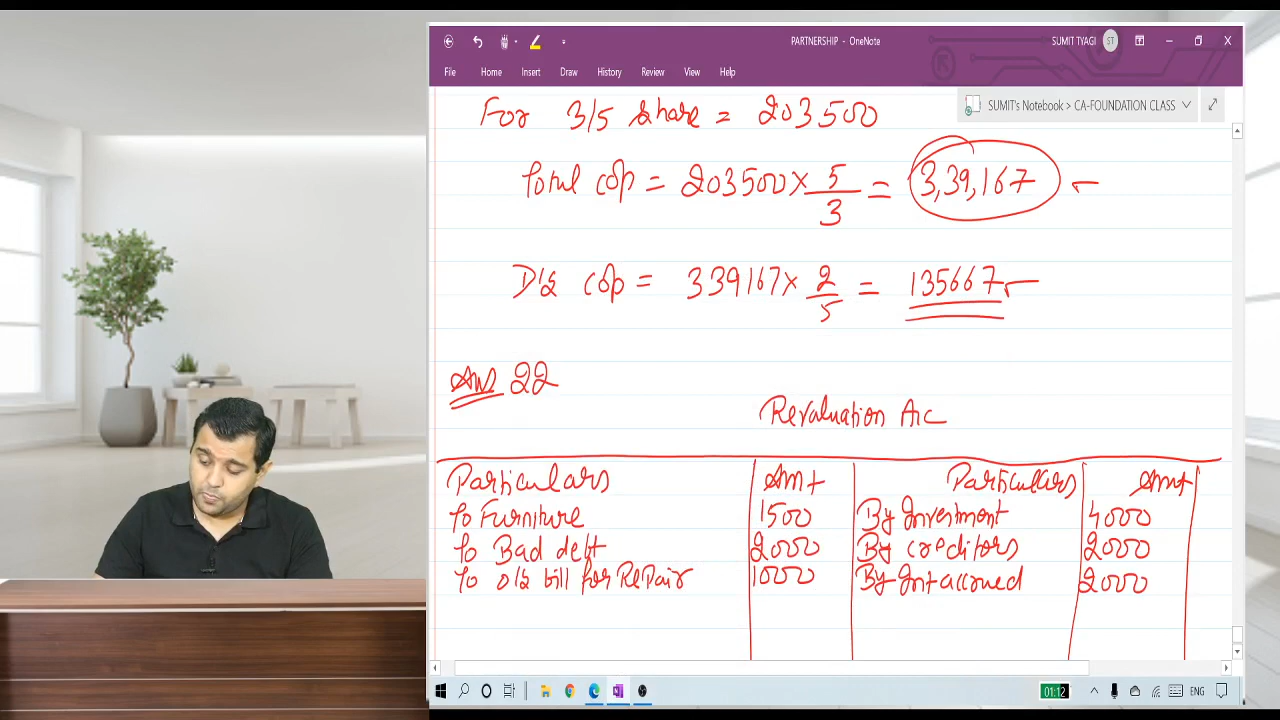 PARTNERSHIP - OneNote
SUMIT TYAGI ST
File Home Insert Draw History Review View Help
SUMIT's Notebook > CA-FOUNDATION CLASS
For 3/5 share = 203500
Total cap = 203500 × 5/3 = 3,39,167
D's cap = 339167 × 2/5 = 135667
Ans 22
Revaluation A/c
Particulars Amt Particulars Amt
To Furniture 1500 By Investment 4000
To Bad debt 2000 By Creditors 2000
To o/s bill for Repair 1000 By Int accrued 2000
01:12 ENG